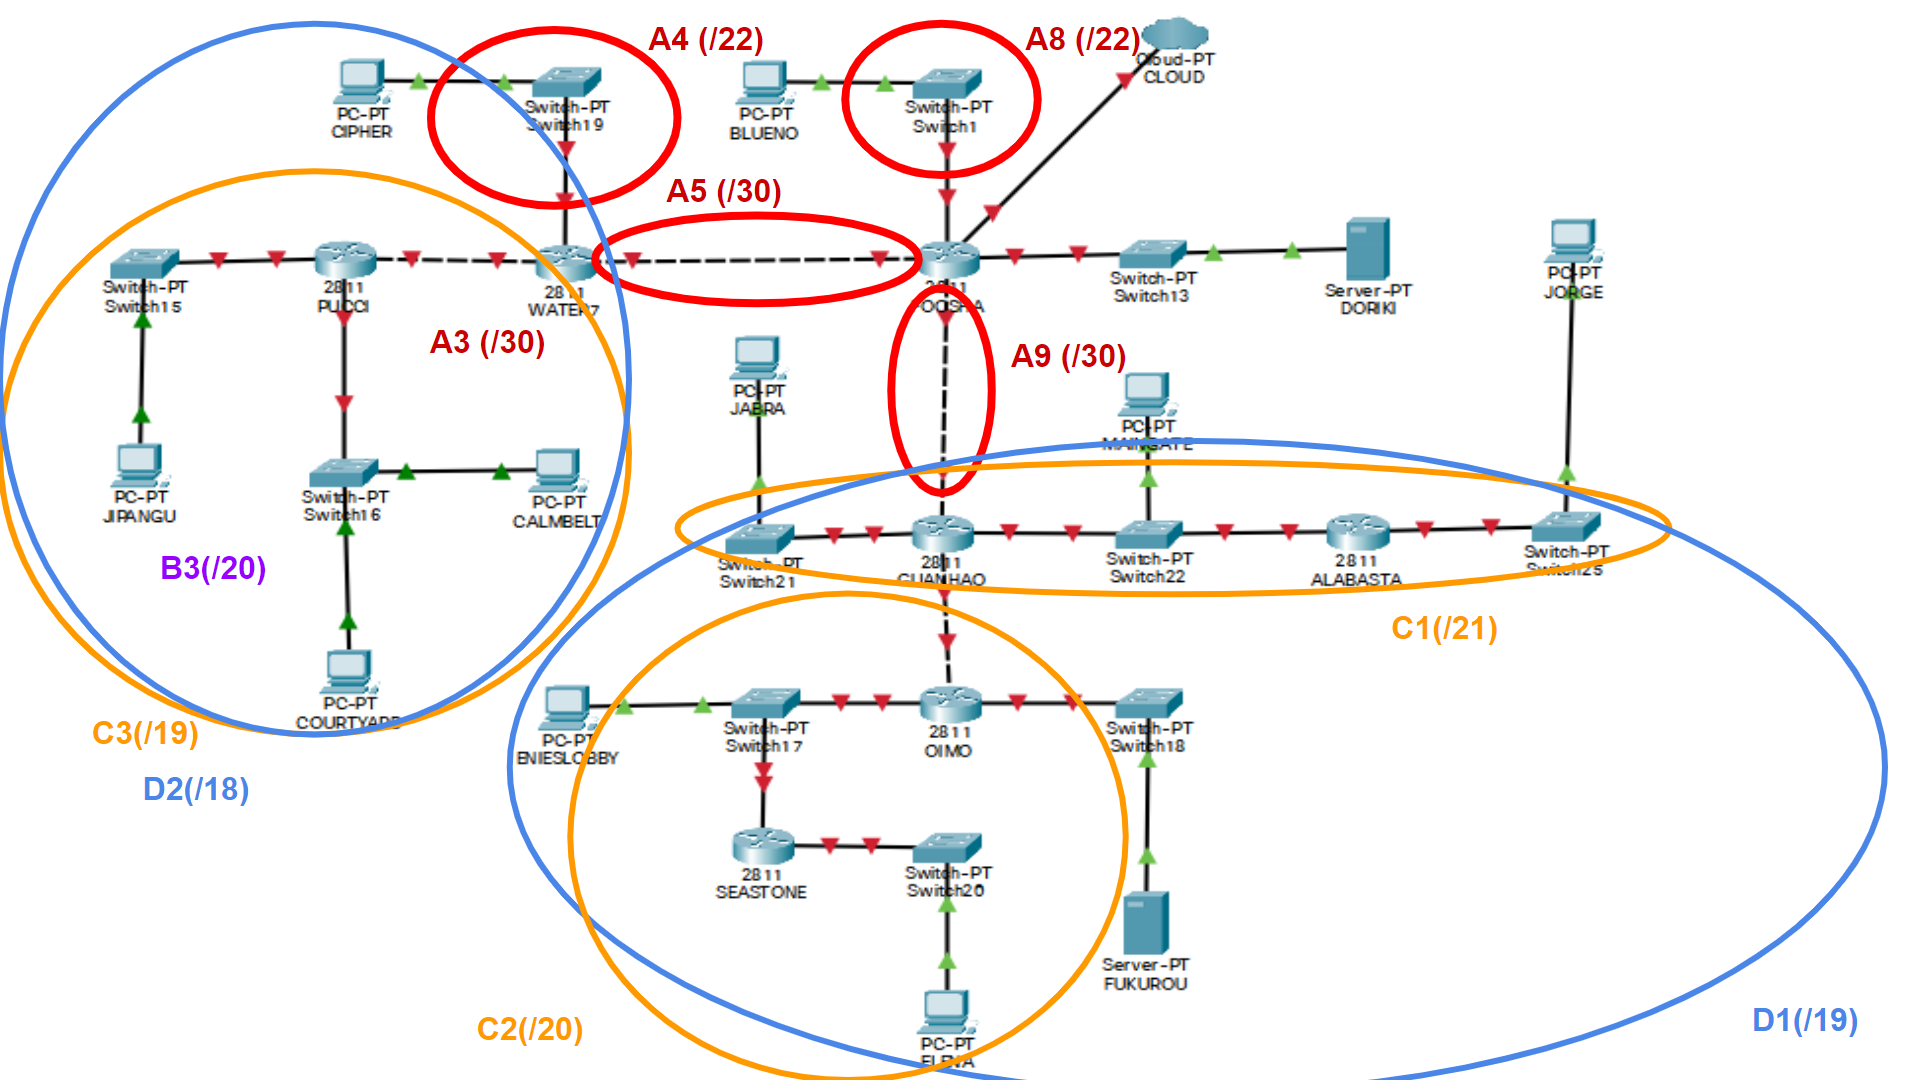 A4 (/22)
A8 (/22)
Cloud-PT
CLOUD
PC-PT
CIPHER
Switch-PT
Switch19
PC-PT
BLUENO
Switch-PT
Switch1
A5 (/30)
Switch-PT
Switch15
2811
PUCCI
2811
WATER7
2811
FOOSHA
Switch-PT
Switch13
Server-PT
DORIKI
PC-PT
JORGE
A3 (/30)
A9 (/30)
PC-PT
JABRA
PC-PT
MAINGATE
PC-PT
JIPANGU
Switch-PT
Switch16
PC-PT
CALMBELT
B3(/20)
Switch-PT
Switch21
2811
GUANHAO
Switch-PT
Switch22
2811
ALABASTA
Switch-PT
Switch25
C1(/21)
PC-PT
COURTYARD
C3(/19)
D2(/18)
PC-PT
ENIESLOBBY
Switch-PT
Switch17
2811
OIMO
Switch-PT
Switch18
2811
SEASTONE
Switch-PT
Switch20
Server-PT
FUKUROU
C2(/20)
PC-PT
ELENA
D1(/19)